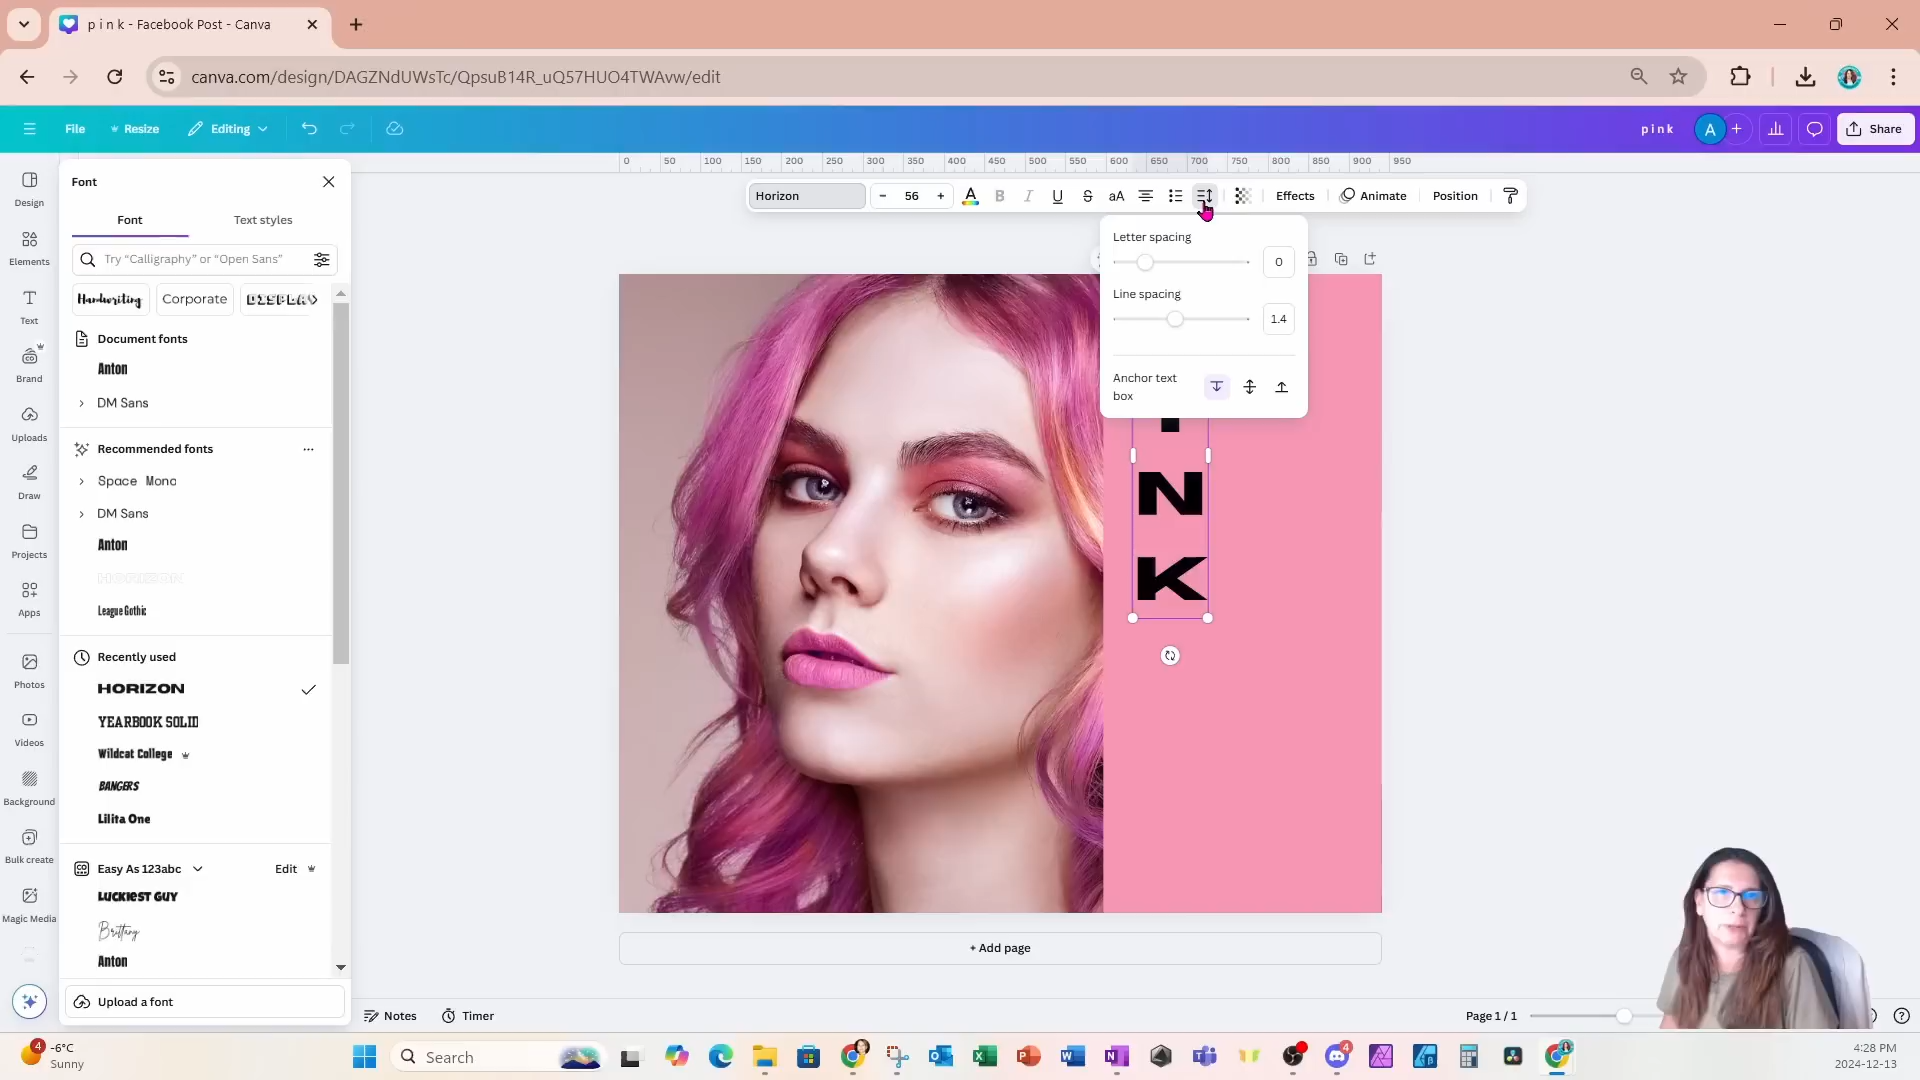 p i n k - Facebook Post - Canva
canva.com/design/DAGZNdUWsTc/QpsuB14R_uQ57HUO4TWAvw/edit
File
Resize
Editing
p i n k
A
Share
0 50 100 150 200 250 300 350 400 450 500 550 600 650 700 750 800 850 900 950
Horizon
- 56 +
A B I U S aA
Effects
Animate
Position
Design
Elements
Text
Brand
Uploads
Draw
Projects
Apps
Photos
Videos
Background
Bulk create
Magic Media
Font
Font
Text styles
Try “Calligraphy” or “Open Sans”
Handwriting
Corporate
DISPLAY
Document fonts
Anton
DM Sans
Recommended fonts
Space Mono
DM Sans
Anton
HORIZON
League Gothic
Recently used
HORIZON
YEARBOOK SOLID
Wildcat College
BANGERS
Lilita One
Easy As 123abc
Edit
LUCKIEST GUY
Brittany
Anton
Upload a font
Letter spacing
0
Line spacing
1.4
Anchor text
box
I
N
K
+ Add page
Notes
Timer
Page 1 / 1
4
-6°C
Sunny
Search
4
4:28 PM
2024-12-13